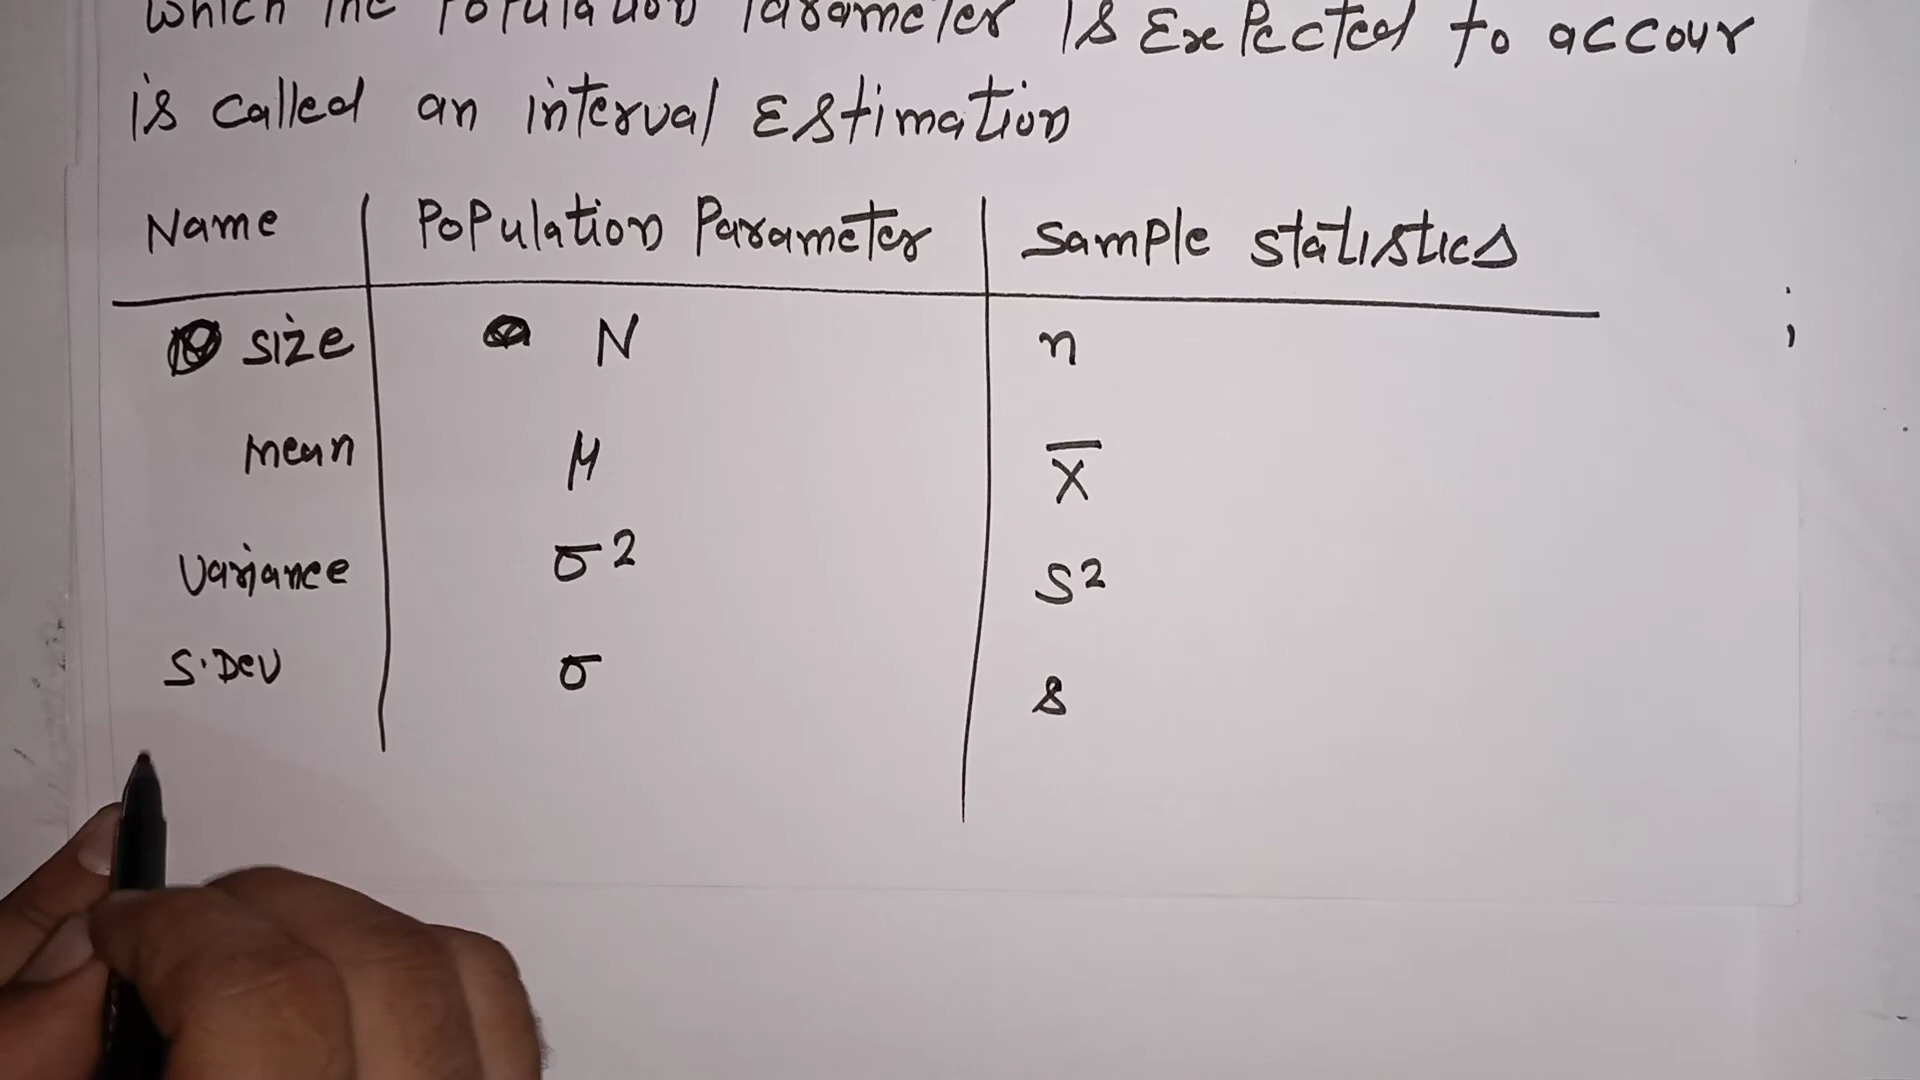 which the Population Parameter is Expected to accour
is called an interval Estimation
Name Population Parameter Sample statistics
size N n
mean μ x̄
Variance σ² S²
S.Dev σ s